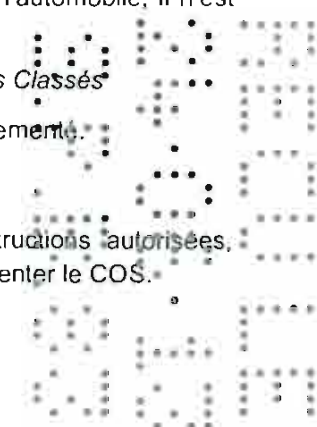 l'automobile, il n'est
s Classés
ement.
tructions autorisées,
enter le COS.